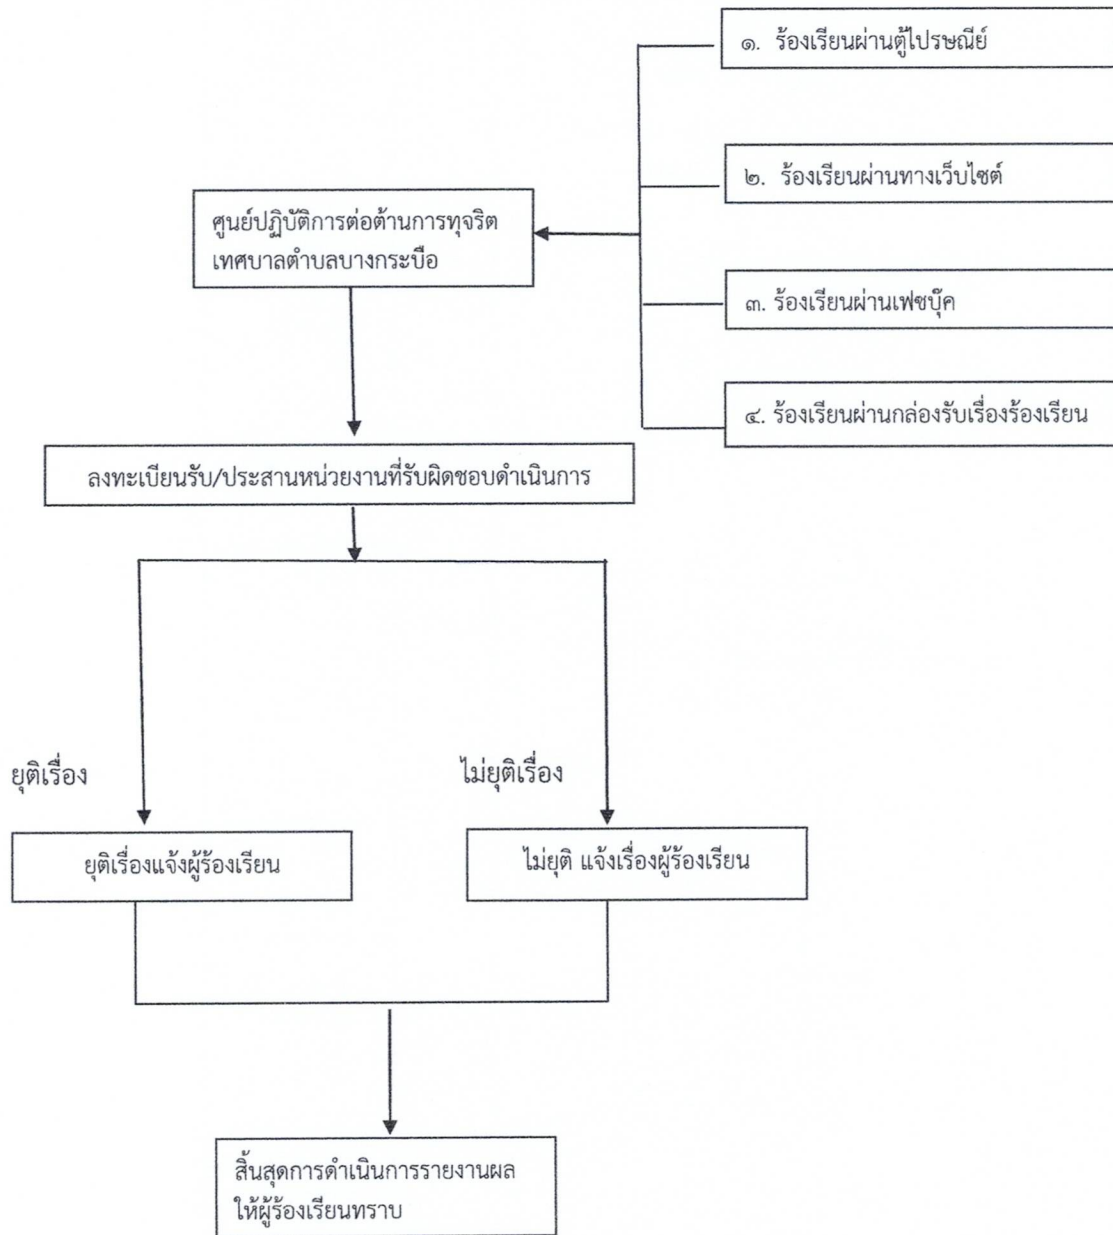 ๑. ร้องเรียนผ่านตู้ไปรษณีย์
๒. ร้องเรียนผ่านทางเว็บไซต์
ศูนย์ปฏิบัติการต่อต้านการทุจริต
เทศบาลตำบลบางกระบือ
๓. ร้องเรียนผ่านเฟซบุ๊ค
๔. ร้องเรียนผ่านกล่องรับเรื่องร้องเรียน
ลงทะเบียนรับ/ประสานหน่วยงานที่รับผิดชอบดำเนินการ
ยุติเรื่อง
ไม่ยุติเรื่อง
ยุติเรื่องแจ้งผู้ร้องเรียน
ไม่ยุติ แจ้งเรื่องผู้ร้องเรียน
สิ้นสุดการดำเนินการรายงานผล
ให้ผู้ร้องเรียนทราบ